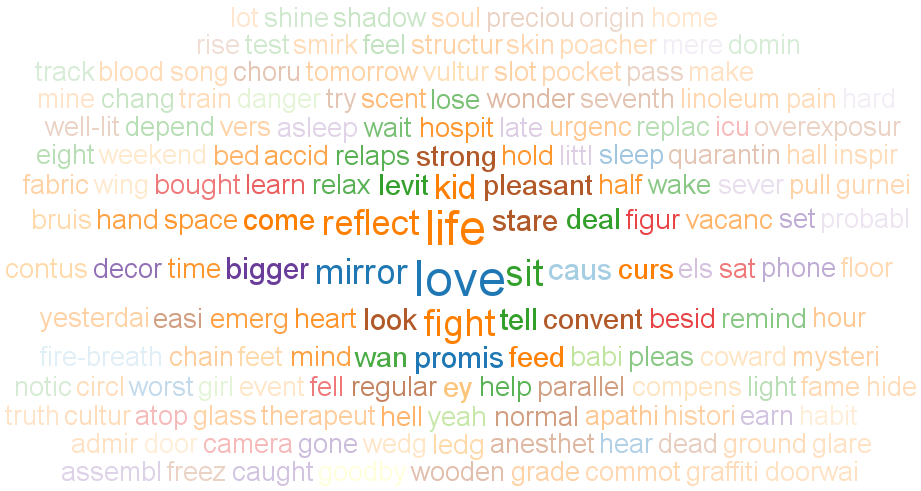 lot shine shadow soul preciou origin home
rise test smirk feel structur skin poacher mere domin
track blood song choru tomorrow vultur slot pocket pass make
mine chang train danger try scent lose wonder seventh linoleum pain hard
well-lit depend vers asleep wait hospit late urgenc replac icu overexposur
eight weekend bed accid relaps strong hold littl sleep quarantin hall inspir
fabric wing bought learn relax levit kid pleasant half wake sever pull gurnei
bruis hand space come reflect life stare deal figur vacanc set probabl
contus decor time bigger mirror love sit caus curs els sat phone floor
yesterdai easi emerg heart look fight tell convent besid remind hour
fire-breath chain feet mind wan promis feed babi pleas coward mysteri
notic circl worst girl event fell regular ey help parallel compens light fame hide
truth cultur atop glass therapeut hell yeah normal apathi histori earn habit
admir door camera gone wedg ledg anesthet hear dead ground glare
assembl freez caught goodby wooden grade commot graffiti doorwai